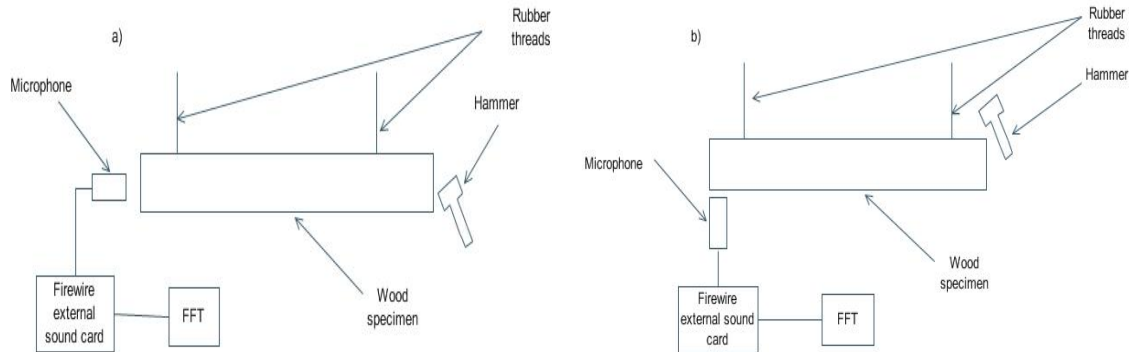 a)
Rubber
threads
Microphone
Hammer
Firewire
external
sound card
FFT
Wood
specimen
b)
Rubber
threads
Hammer
Microphone
Wood
specimen
Firewire
external sound
card
FFT